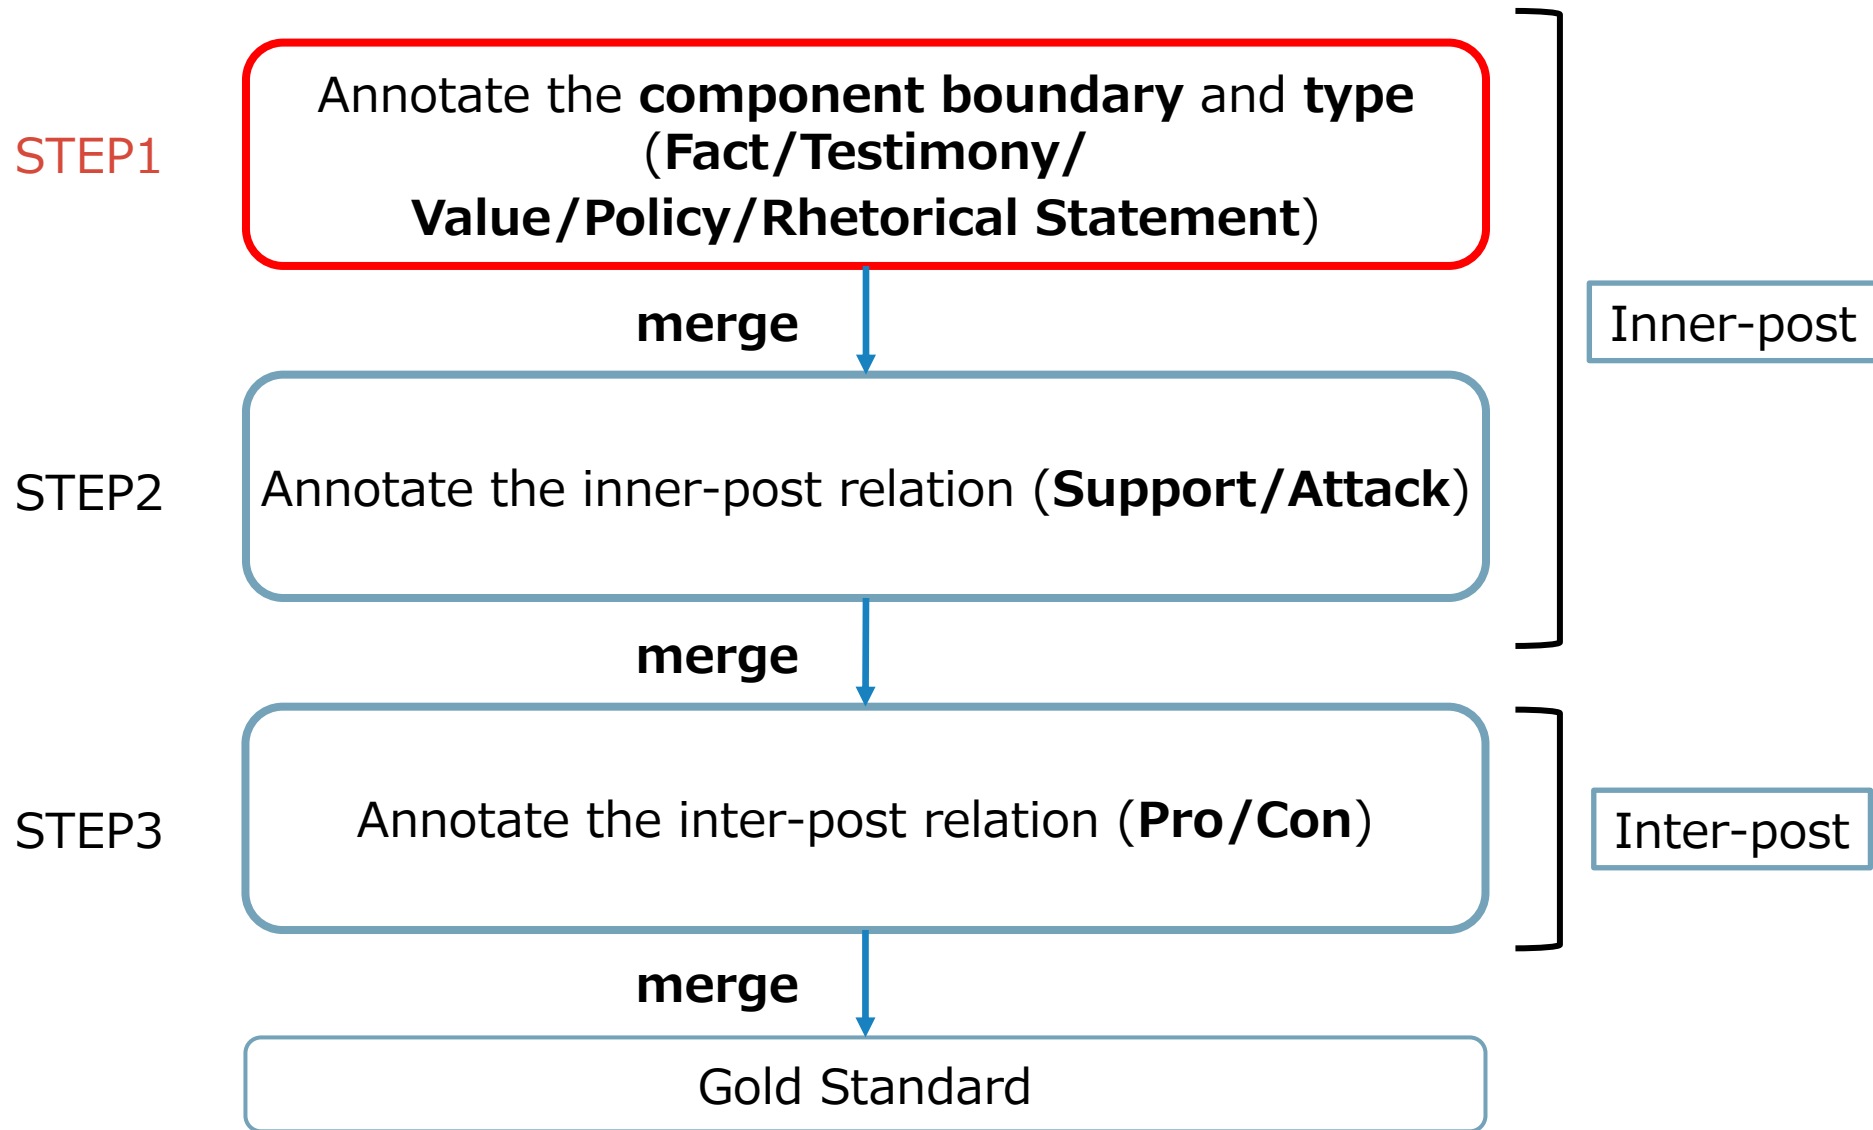 STEP1
Annotate the component boundary and type
(Fact/Testimony/
Value/Policy/Rhetorical Statement)
merge
Inner-post
STEP2
Annotate the inner-post relation (Support/Attack)
merge
STEP3
Annotate the inter-post relation (Pro/Con)
Inter-post
merge
Gold Standard